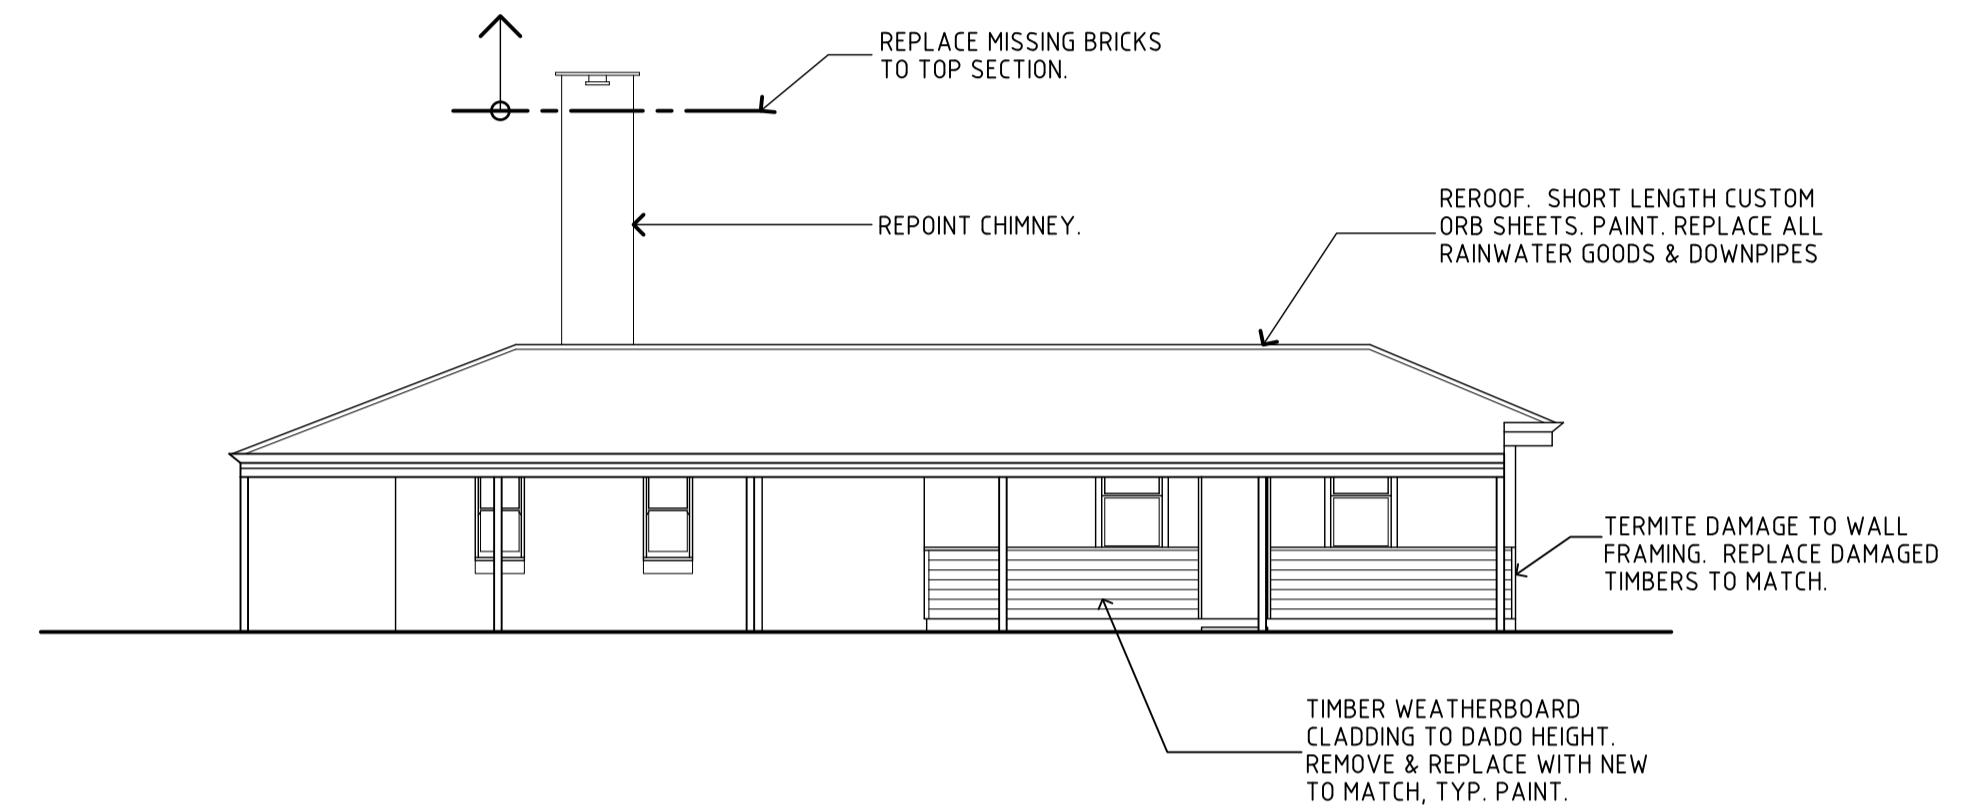 REPLACE MISSING BRICKS
TO TOP SECTION.
REPOINT CHIMNEY.
REROOF. SHORT LENGTH CUSTOM
ORB SHEETS. PAINT. REPLACE ALL
RAINWATER GOODS & DOWNPIPES
TERMITE DAMAGE TO WALL
FRAMING. REPLACE DAMAGED
TIMBERS TO MATCH.
TIMBER WEATHERBOARD
CLADDING TO DADO HEIGHT.
REMOVE & REPLACE WITH NEW
TO MATCH, TYP. PAINT.